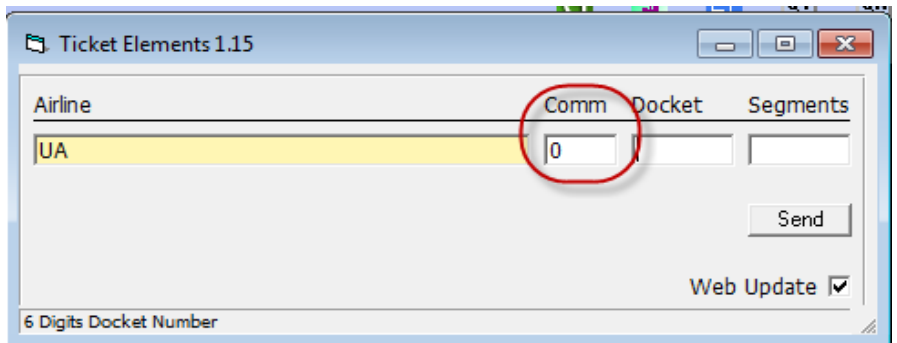 Ticket Elements 1.15
Airline Comm Docket Segments
UA 0
Send
Web Update
6 Digits Docket Number